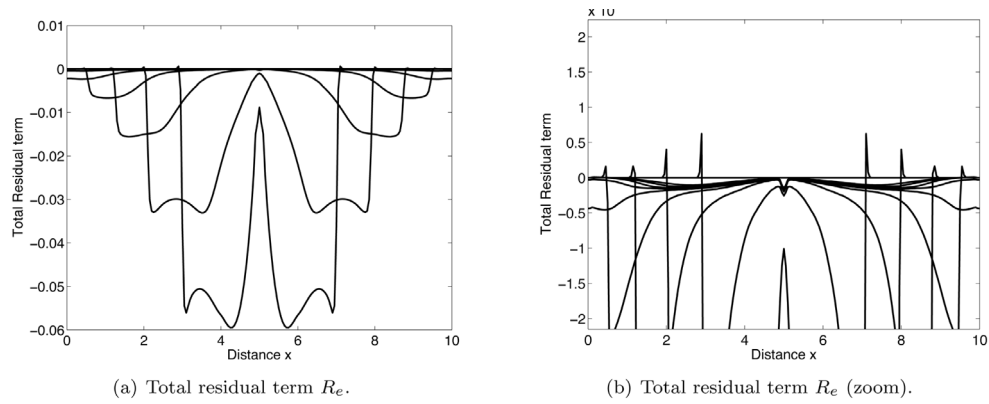 0.01
0
−0.01
−0.02
−0.03
−0.04
−0.05
−0.06
Total Residual term
0 2 4 6 8 10
Distance x
(a) Total residual term Re.
x 10
2
1.5
1
0.5
0
−0.5
−1
−1.5
−2
Total Residual term
0 2 4 6 8 10
Distance x
(b) Total residual term Re (zoom).